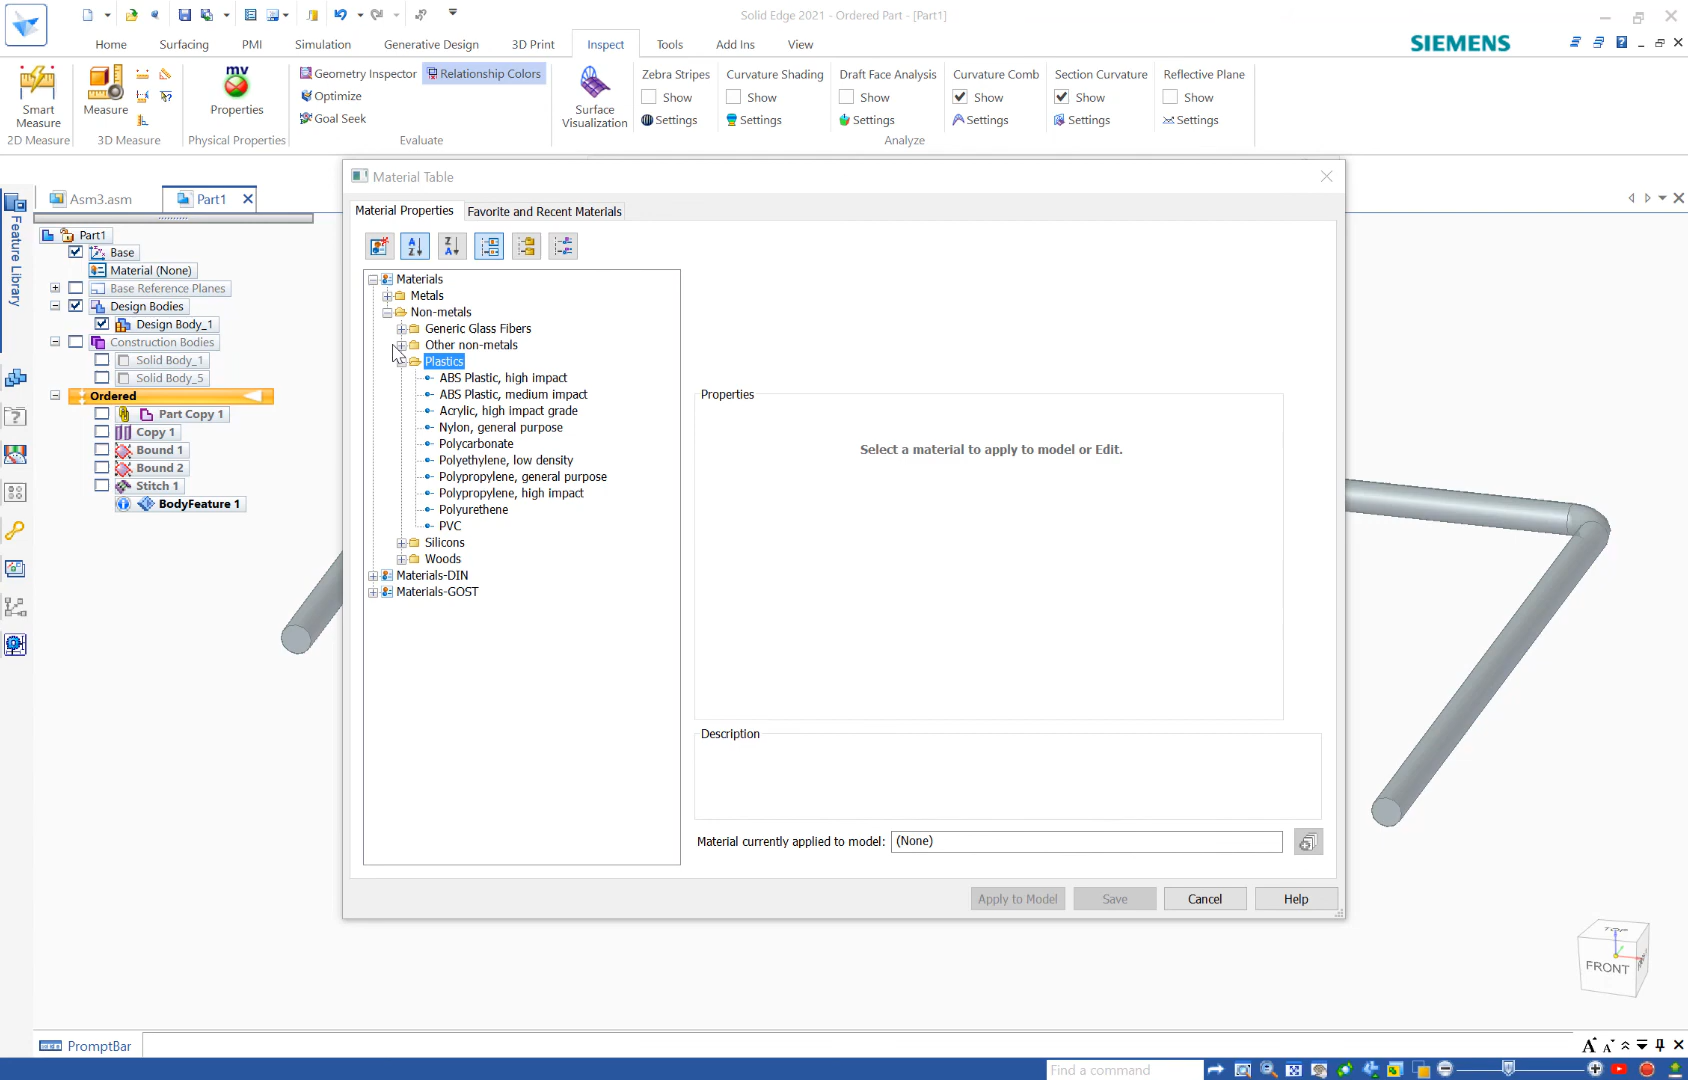 Solid Edge 2021 - Ordered Part - [Part1]
Home Surfacing PMI Simulation Generative Design 3D Print Inspect Tools Add Ins View
SIEMENS
Smart Measure
2D Measure
Measure
3D Measure
mv
Properties
Physical Properties
Geometry Inspector
Relationship Colors
Optimize
Goal Seek
Evaluate
Surface Visualization
Zebra Stripes
Show
Settings
Curvature Shading
Show
Settings
Draft Face Analysis
Show
Settings
Curvature Comb
Show
Settings
Section Curvature
Show
Settings
Reflective Plane
Show
Settings
Analyze
Asm3.asm
Part1
Feature Library
Part1
Base
Material (None)
Base Reference Planes
Design Bodies
Design Body_1
Construction Bodies
Solid Body_1
Solid Body_5
Ordered
Part Copy 1
Copy 1
Bound 1
Bound 2
Stitch 1
BodyFeature 1
Material Table
Material Properties
Favorite and Recent Materials
Materials
Metals
Non-metals
Generic Glass Fibers
Other non-metals
Plastics
ABS Plastic, high impact
ABS Plastic, medium impact
Acrylic, high impact grade
Nylon, general purpose
Polycarbonate
Polyethylene, low density
Polypropylene, general purpose
Polypropylene, high impact
Polyurethene
PVC
Silicons
Woods
Materials-DIN
Materials-GOST
Properties
Select a material to apply to model or Edit.
Description
Material currently applied to model: (None)
Apply to Model Save Cancel Help
TOP
FRONT
PromptBar
Find a command